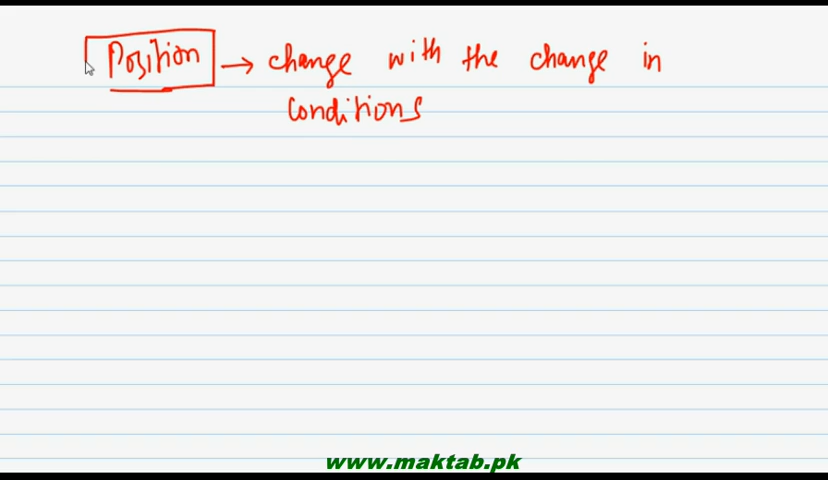 Position → change with the change in
conditions
www.maktab.pk